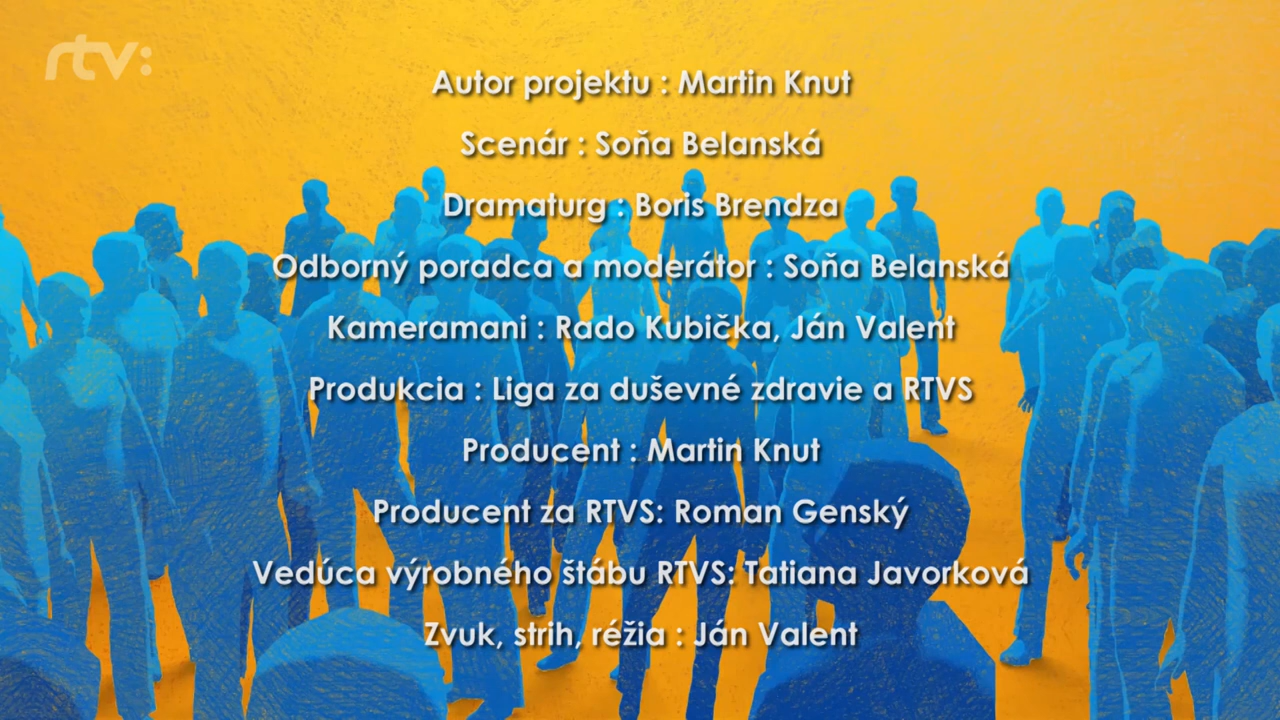 rtv:
Autor projektu : Martin Knut
Scenár : Soňa Belanská
Dramaturg : Boris Brendza
Odborný poradca a moderátor : Soňa Belanská
Kameramani : Rado Kubička, Ján Valent
Produkcia : Liga za duševné zdravie a RTVS
Producent : Martin Knut
Producent za RTVS: Roman Genský
Vedúca výrobného štábu RTVS: Tatiana Javorková
Zvuk, strih, réžia : Ján Valent